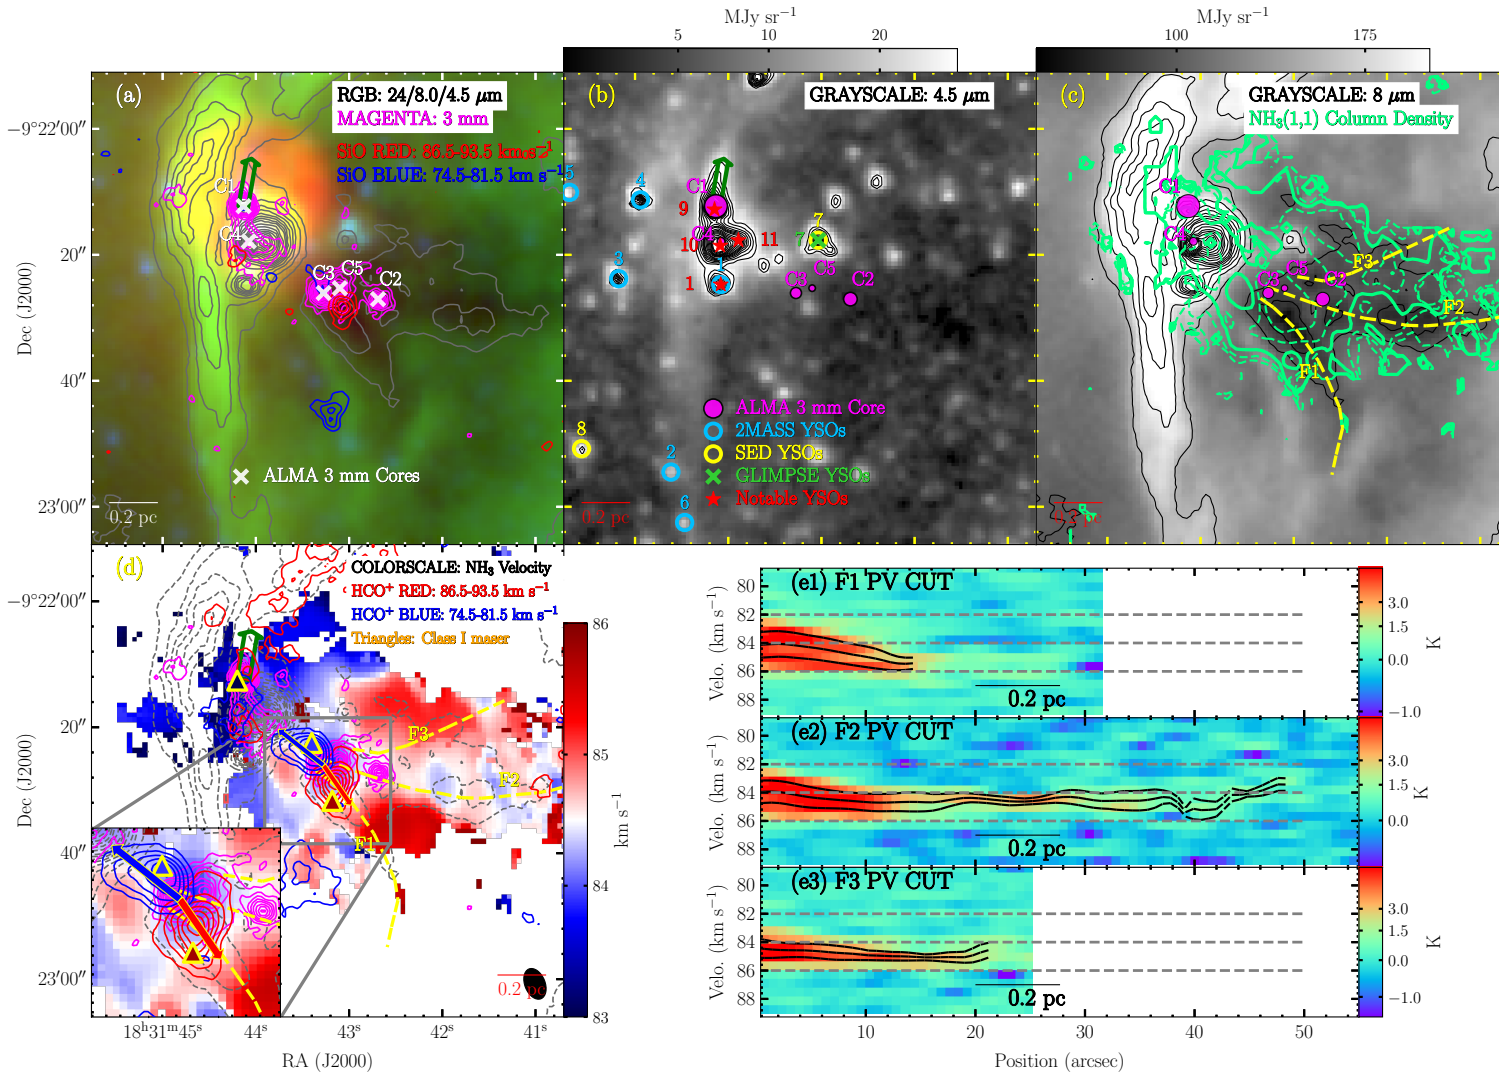 MJy sr⁻¹
5 10 20
MJy sr⁻¹
100 175
(a)
RGB: 24/8.0/4.5 μm
MAGENTA: 3 mm
SiO RED: 86.5-93.5 km s⁻¹
SiO BLUE: 74.5-81.5 km s⁻¹
C1
C4
C3
C5
C2
ALMA 3 mm Cores
0.2 pc
−9°22′00″
20″
40″
23′00″
Dec (J2000)
(b)
GRAYSCALE: 4.5 μm
5
4
C1
9
C4
10
11
7
7
3
1
1
C3
C5
C2
8
2
6
ALMA 3 mm Core
2MASS YSOs
SED YSOs
GLIMPSE YSOs
Notable YSOs
0.2 pc
(c)
GRAYSCALE: 8 μm
NH₃(1,1) Column Density
C1
C4
C3
C5
C2
F3
F2
F1
0.2 pc
(d)
COLORSCALE: NH₃ Velocity
HCO⁺ RED: 86.5-93.5 km s⁻¹
HCO⁺ BLUE: 74.5-81.5 km s⁻¹
Triangles: Class I maser
F3
F2
F1
0.2 pc
−9°22′00″
20″
40″
23′00″
Dec (J2000)
18ʰ31ᵐ45ˢ 44ˢ 43ˢ 42ˢ 41ˢ
RA (J2000)
86
85
84
83
km s⁻¹
(e1) F1 PV CUT
80
82
84
86
88
Velo. (km s⁻¹)
0.2 pc
3.0
1.5
0.0
−1.0
K
(e2) F2 PV CUT
80
82
84
86
88
Velo. (km s⁻¹)
0.2 pc
3.0
1.5
0.0
K
(e3) F3 PV CUT
80
82
84
86
88
Velo. (km s⁻¹)
0.2 pc
3.0
1.5
0.0
−1.0
K
10 20 30 40 50
Position (arcsec)